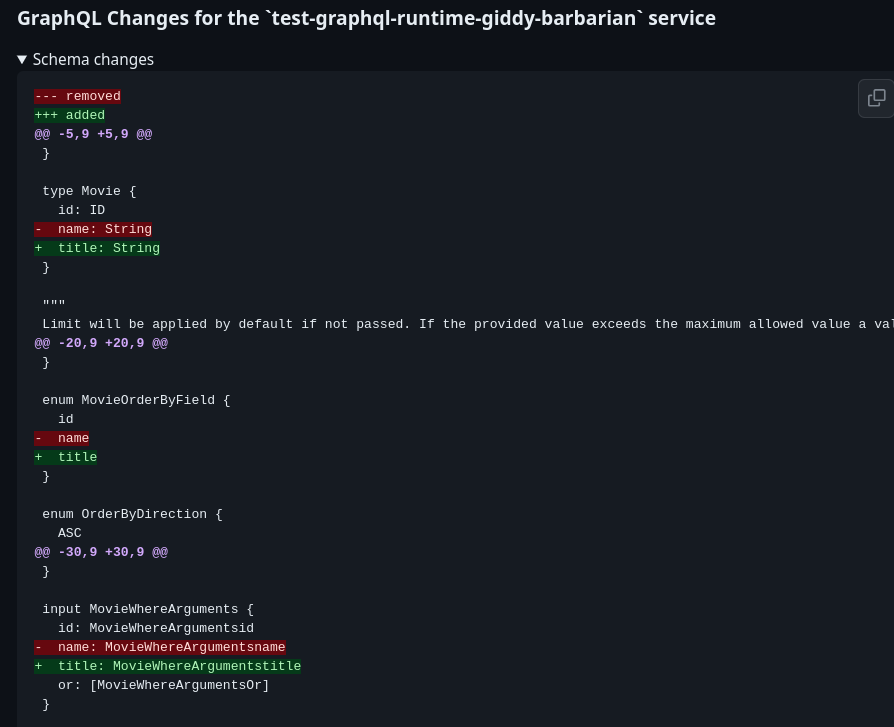 GraphQL Changes for the `test-graphql-runtime-giddy-barbarian` service
▼ Schema changes
--- removed
+++ added
@@ -5,9 +5,9 @@
 }
 type Movie {
   id: ID
-  name: String
+  title: String
 }
 """
 Limit will be applied by default if not passed. If the provided value exceeds the maximum allowed value a
@@ -20,9 +20,9 @@
 }
 enum MovieOrderByField {
   id
-  name
+  title
 }
 enum OrderByDirection {
   ASC
@@ -30,9 +30,9 @@
 }
 input MovieWhereArguments {
   id: MovieWhereArgumentsid
-  name: MovieWhereArgumentsname
+  title: MovieWhereArgumentstitle
   or: [MovieWhereArgumentsOr]
 }